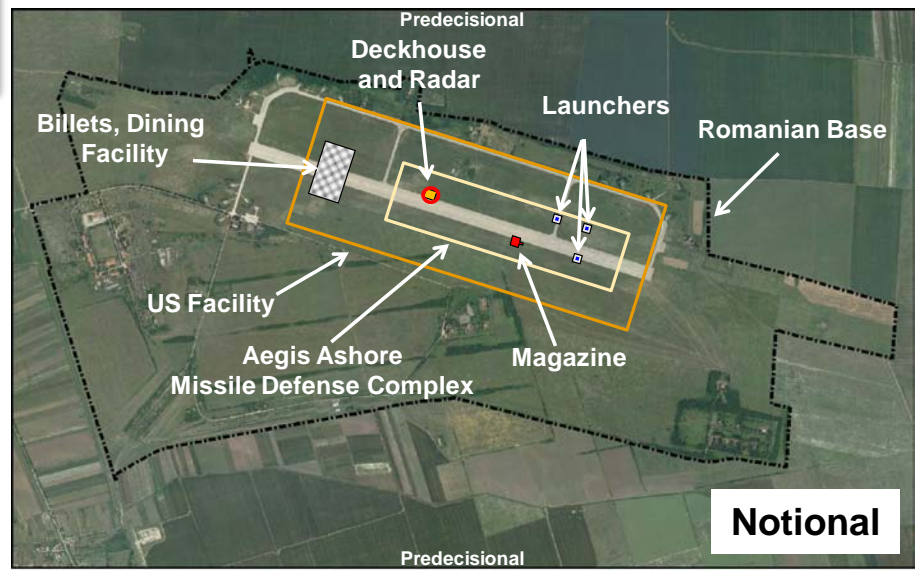 Predecisional
Deckhouse
and Radar
Launchers
Billets, Dining
Facility
Romanian Base
US Facility
Aegis Ashore
Missile Defense Complex
Magazine
Notional
Predecisional